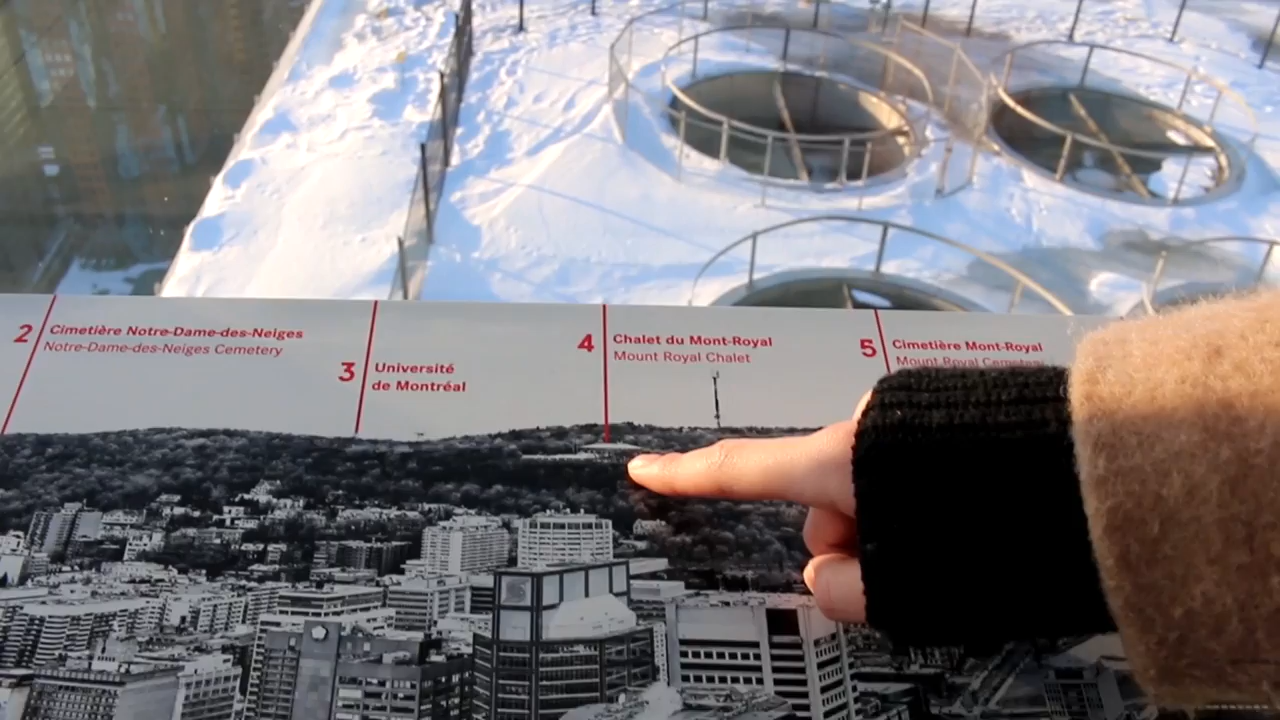 2
Cimetière Notre-Dame-des-Neiges
Notre-Dame-des-Neiges Cemetery
3
Université
de Montréal
4
Chalet du Mont-Royal
Mount Royal Chalet
5
Cimetière Mont-Royal
Mount Royal Cemetery